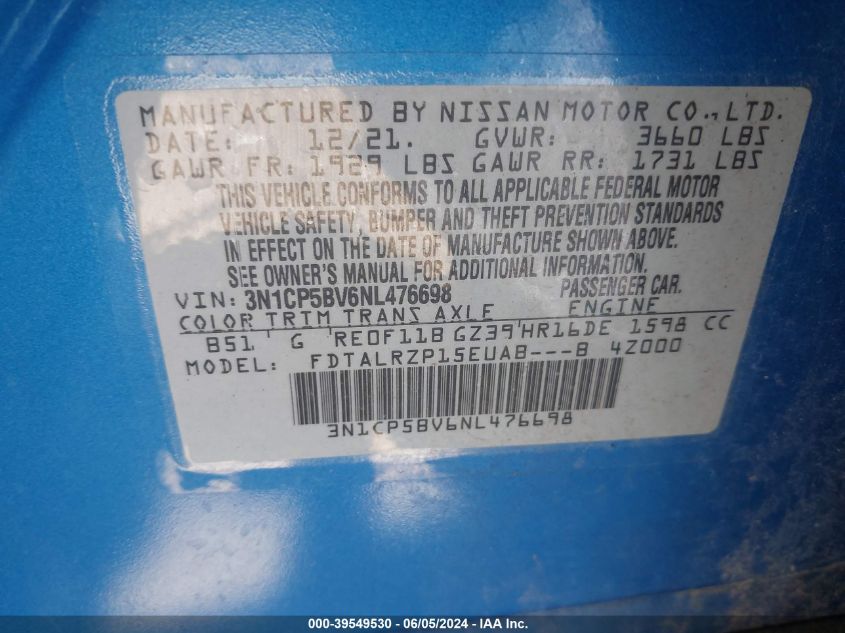 MANUFACTURED BY NISSAN MOTOR CO., LTD.
DATE: 12/21. GVWR: 3660 LBS
GAWR FR: 1929 LBS GAWR RR: 1731 LBS
THIS VEHICLE CONFORMS TO ALL APPLICABLE FEDERAL MOTOR
VEHICLE SAFETY, BUMPER AND THEFT PREVENTION STANDARDS
IN EFFECT ON THE DATE OF MANUFACTURE SHOWN ABOVE.
SEE OWNER'S MANUAL FOR ADDITIONAL INFORMATION.
VIN: 3N1CP5BV6NL476698 PASSENGER CAR.
COLOR TRIM TRANS AXLE ENGINE
B51 G RE0F11B GZ39 HR16DE 1598 CC
MODEL: FDTALRZP15EUAB---B 4Z000
3N1CP5BV6NL476698
000-39549530 - 06/05/2024 - IAA Inc.